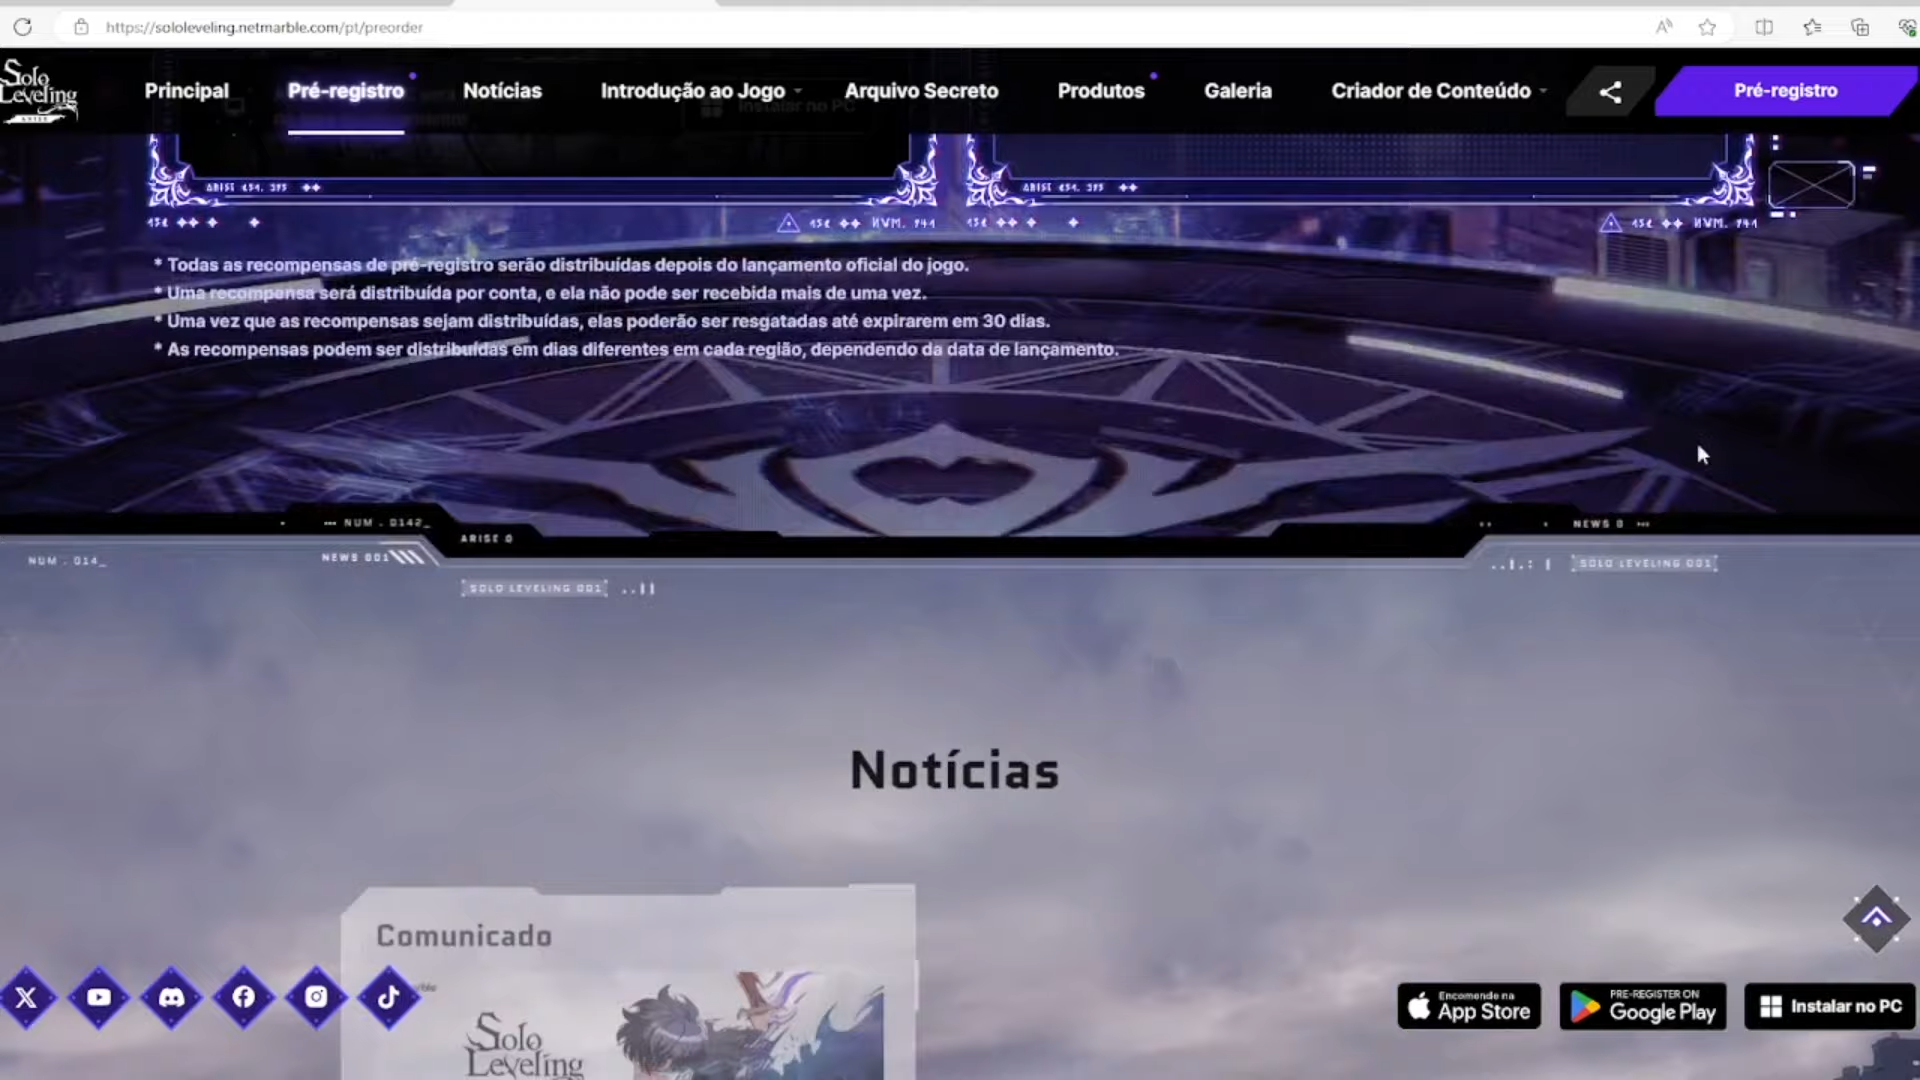 https://sololeveling.netmarble.com/pt/preorder
Solo Leveling
ARISE
Principal
Pré-registro
Notícias
Introdução ao Jogo
Arquivo Secreto
Produtos
Galeria
Criador de Conteúdo
Pré-registro
Instalar no PC
* Todas as recompensas de pré-registro serão distribuídas depois do lançamento oficial do jogo.
* Uma recompensa será distribuída por conta, e ela não pode ser recebida mais de uma vez.
* Uma vez que as recompensas sejam distribuídas, elas poderão ser resgatadas até expirarem em 30 dias.
* As recompensas podem ser distribuídas em dias diferentes em cada região, dependendo da data de lançamento.
NUM . 0142_
ARISE 0
NEWS 0
NUM . 014_
NEWS 001
SOLO LEVELING 001
SOLO LEVELING 001
Notícias
Comunicado
Solo
Leveling
Encomende na
App Store
PRE-REGISTER ON
Google Play
Instalar no PC